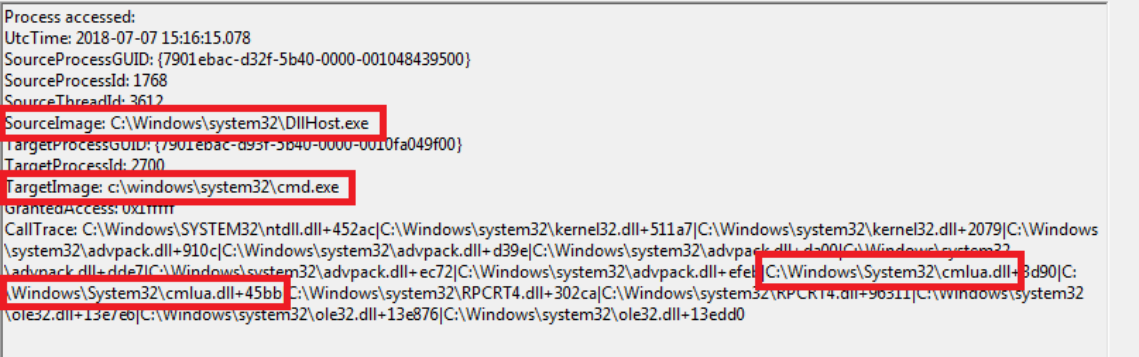 Process accessed:
UtcTime: 2018-07-07 15:16:15.078
SourceProcessGUID: {7901ebac-d32f-5b40-0000-001048439500}
SourceProcessId: 1768
SourceThreadId: 3612
SourceImage: C:\Windows\system32\DllHost.exe
TargetProcessGUID: {7901ebac-d93f-5b40-0000-0010fa049f00}
TargetProcessId: 2700
TargetImage: c:\windows\system32\cmd.exe
GrantedAccess: 0x1fffff
CallTrace: C:\Windows\SYSTEM32\ntdll.dll+452ac|C:\Windows\system32\kernel32.dll+511a7|C:\Windows\system32\kernel32.dll+2079|C:\Windows
\system32\advpack.dll+910c|C:\Windows\system32\advpack.dll+d39e|C:\Windows\system32\advpack.dll+da00|C:\Windows\system32
\advpack.dll+dde7|C:\Windows\system32\advpack.dll+ec72|C:\Windows\system32\advpack.dll+efeb|C:\Windows\System32\cmlua.dll+3d90|C:
\Windows\System32\cmlua.dll+45bb|C:\Windows\system32\RPCRT4.dll+302ca|C:\Windows\system32\RPCRT4.dll+96311|C:\Windows\system32
\ole32.dll+13e7e6|C:\Windows\system32\ole32.dll+13e876|C:\Windows\system32\ole32.dll+13edd0